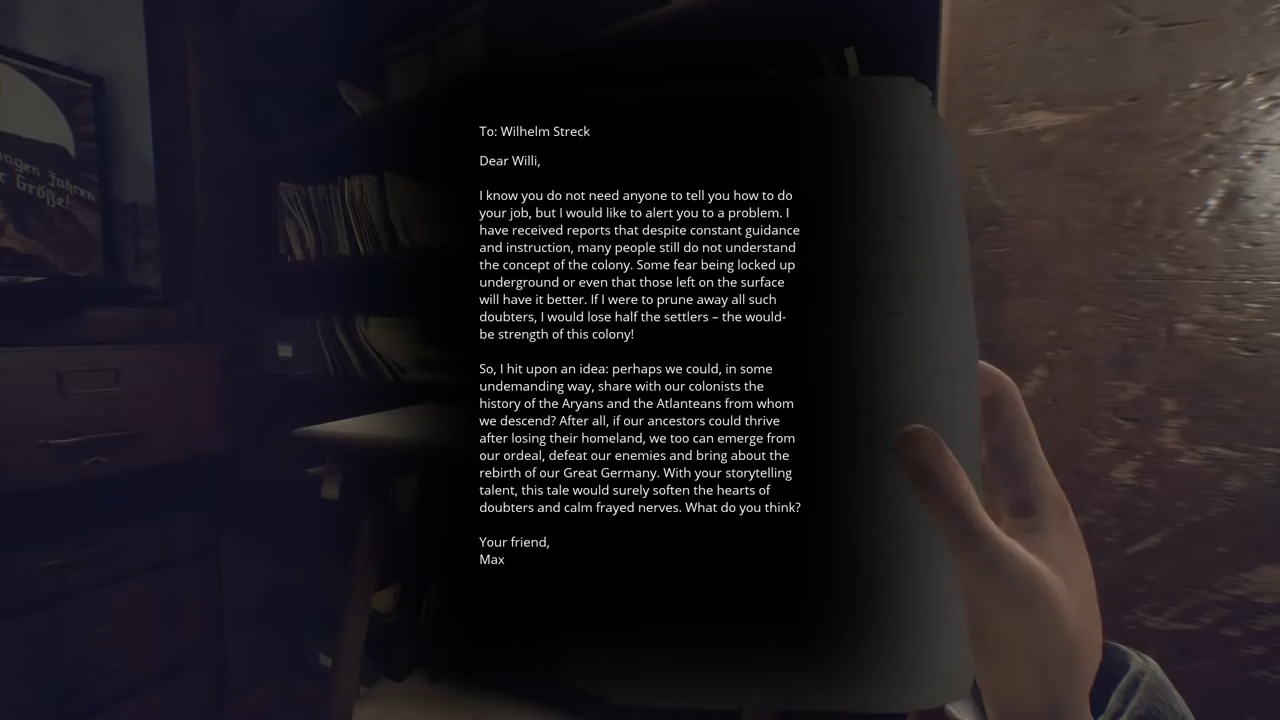 ngen Jahren
Größe!
To: Wilhelm Streck
Dear Willi,
I know you do not need anyone to tell you how to do
your job, but I would like to alert you to a problem. I
have received reports that despite constant guidance
and instruction, many people still do not understand
the concept of the colony. Some fear being locked up
underground or even that those left on the surface
will have it better. If I were to prune away all such
doubters, I would lose half the settlers – the would-
be strength of this colony!
So, I hit upon an idea: perhaps we could, in some
undemanding way, share with our colonists the
history of the Aryans and the Atlanteans from whom
we descend? After all, if our ancestors could thrive
after losing their homeland, we too can emerge from
our ordeal, defeat our enemies and bring about the
rebirth of our Great Germany. With your storytelling
talent, this tale would surely soften the hearts of
doubters and calm frayed nerves. What do you think?
Your friend,
Max